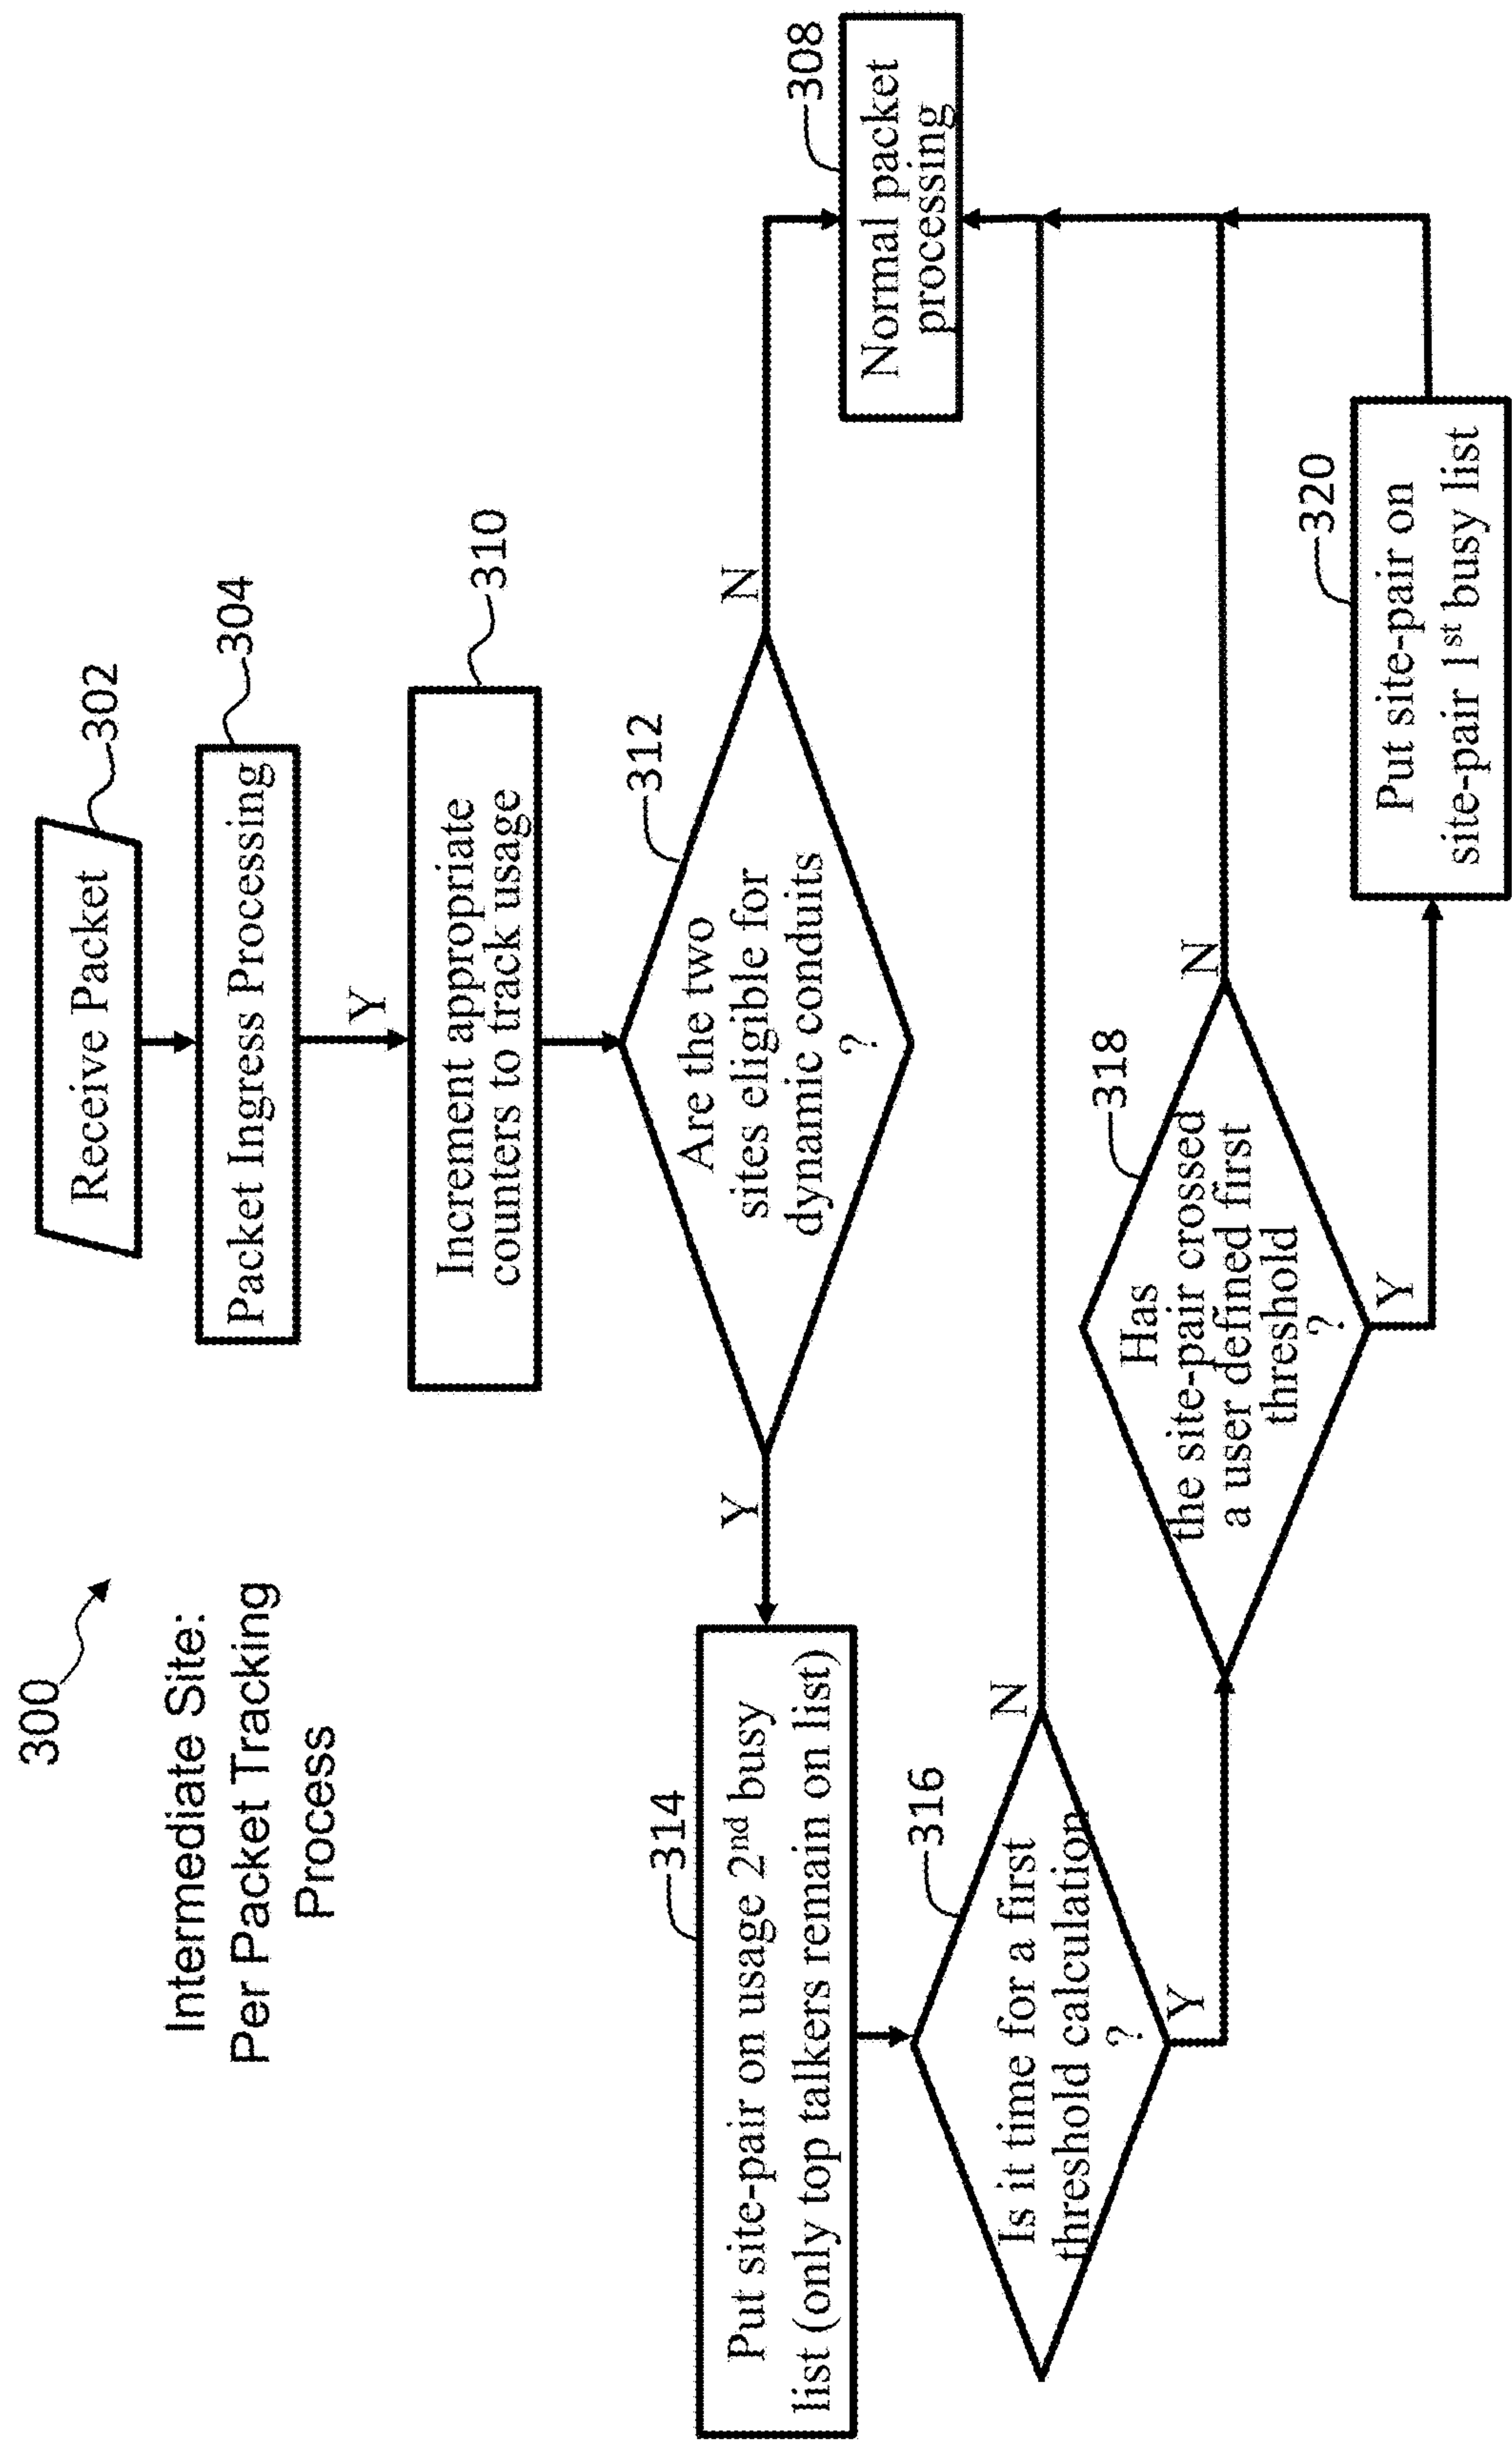 300
Intermediate Site:
Per Packet Tracking
Process
Receive Packet
302
Packet Ingress Processing
304
Y
Increment appropriate
counters to track usage
310
Are the two
sites eligible for
dynamic conduits
?
312
Y
N
Put site-pair on usage 2nd busy
list (only top talkers remain on list)
314
Normal packet
processing
308
Is it time for a first
threshold calculation
?
316
N
Y
Has
the site-pair crossed
a user defined first
threshold
?
318
N
Y
Put site-pair on
site-pair 1st busy list
320